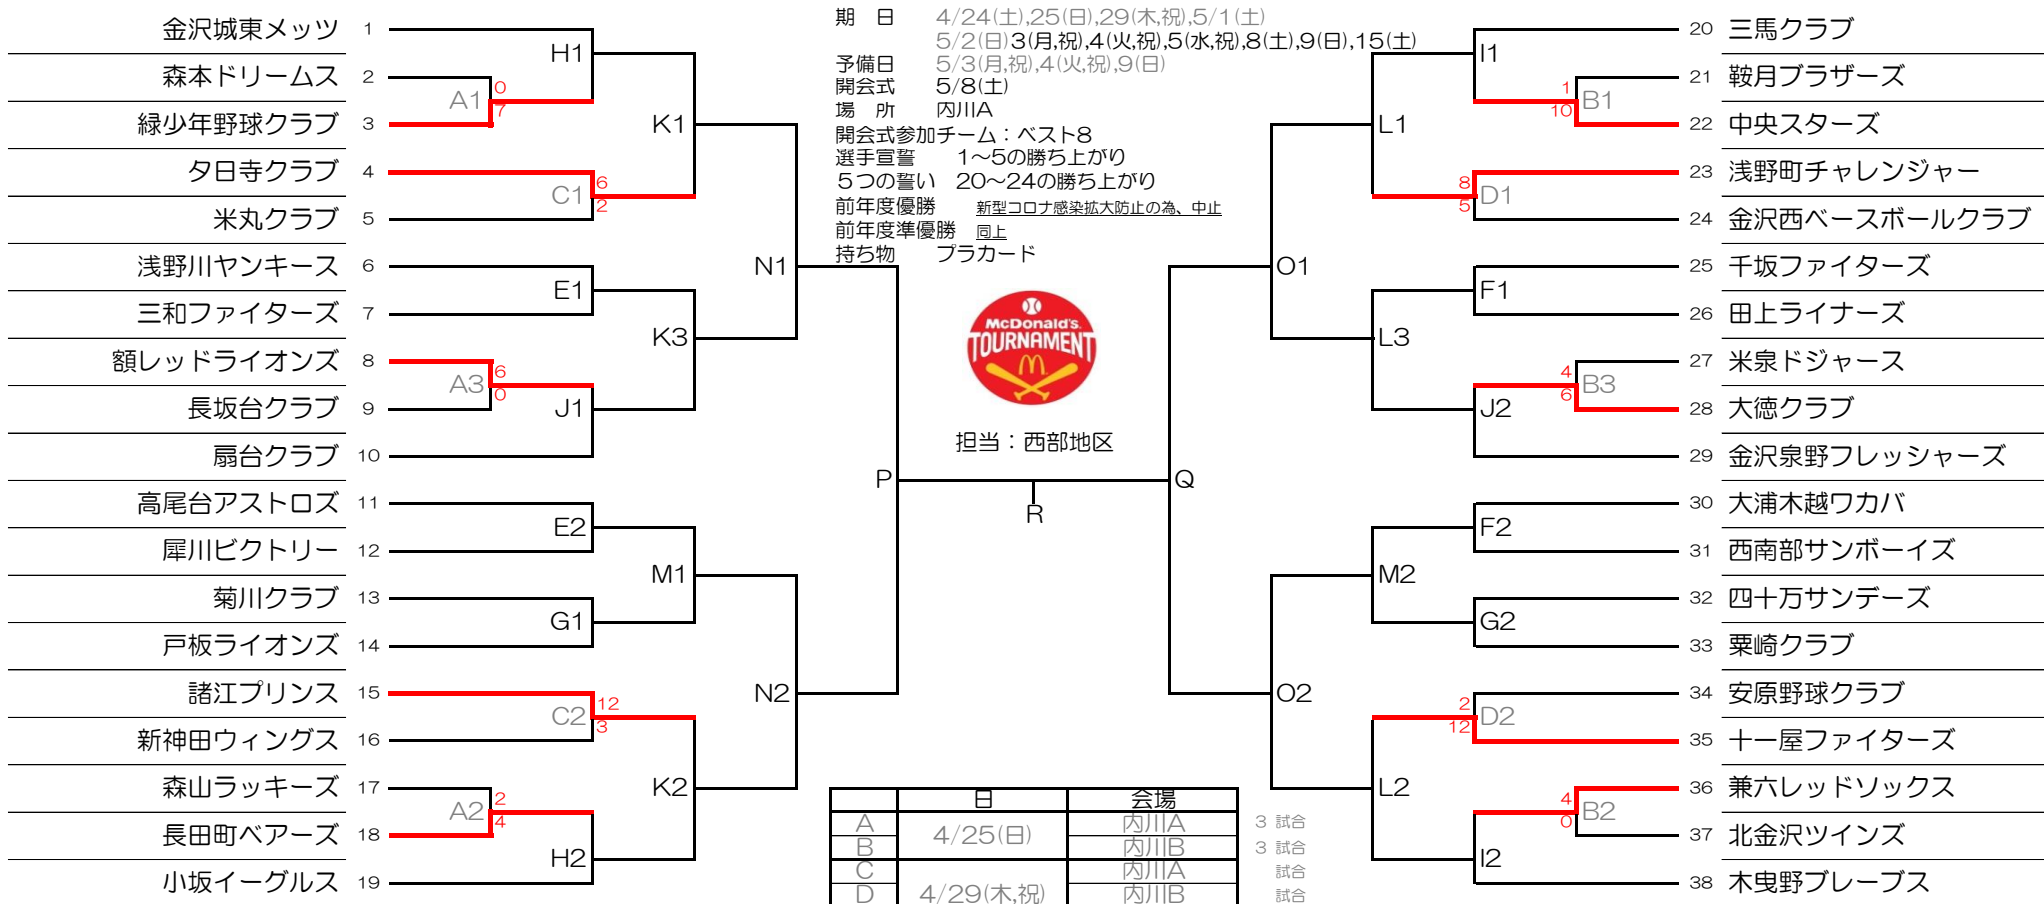 期　日　4/24(土),25(日),29(木,祝),5/1(土)
5/2(日)3(月,祝),4(火,祝),5(水,祝),8(土),9(日),15(土)
予備日　5/3(月,祝),4(火,祝),9(日)
開会式　5/8(土)
場　所　内川A
開会式参加チーム：ベスト8
選手宣誓　1～5の勝ち上がり
5つの誓い　20～24の勝ち上がり
前年度優勝　新型コロナ感染拡大防止の為、中止
前年度準優勝　同上
持ち物　プラカード
McDonald's
TOURNAMENT
担当：西部地区
金沢城東メッツ 1
森本ドリームス 2
緑少年野球クラブ 3
夕日寺クラブ 4
米丸クラブ 5
浅野川ヤンキース 6
三和ファイターズ 7
額レッドライオンズ 8
長坂台クラブ 9
扇台クラブ 10
高尾台アストロズ 11
犀川ビクトリー 12
菊川クラブ 13
戸板ライオンズ 14
諸江プリンス 15
新神田ウィングス 16
森山ラッキーズ 17
長田町ベアーズ 18
小坂イーグルス 19
H1
A1 0
7
K1
C1 6
2
N1
E1
K3
A3 6
0
J1
P
E2
M1
G1
N2
C2 12
3
K2
A2 2
4
H2
R
20 三馬クラブ
21 鞍月ブラザーズ
22 中央スターズ
23 浅野町チャレンジャー
24 金沢西ベースボールクラブ
25 千坂ファイターズ
26 田上ライナーズ
27 米泉ドジャース
28 大徳クラブ
29 金沢泉野フレッシャーズ
30 大浦木越ワカバ
31 西南部サンボーイズ
32 四十万サンデーズ
33 粟崎クラブ
34 安原野球クラブ
35 十一屋ファイターズ
36 兼六レッドソックス
37 北金沢ツインズ
38 木曳野ブレーブス
I1
1 B1
10
L1
8 D1
5
O1
F1
L3
4 B3
6
J2
Q
F2
M2
G2
O2
2 D2
12
L2
4 B2
0
I2
日 会場
A 4/25(日) 内川A 3 試合
B 内川B 3 試合
C 4/29(木,祝) 内川A 試合
D 内川B 試合